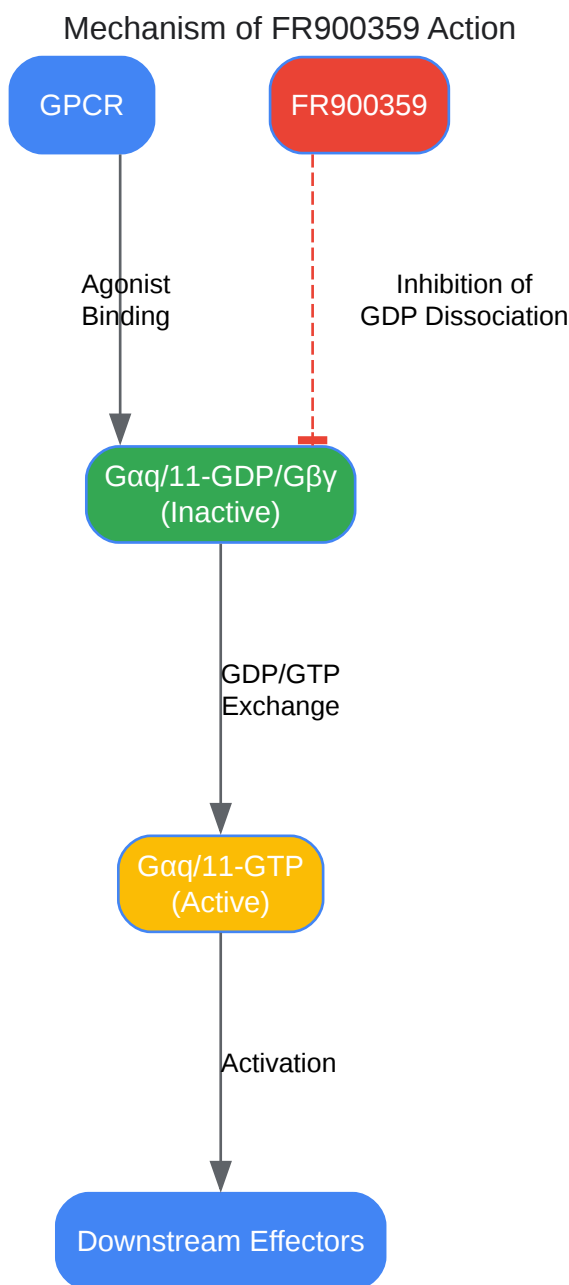 Mechanism of FR900359 Action
GPCR
FR900359
Agonist
Binding
Inhibition of
GDP Dissociation
Gαq/11-GDP/Gβγ
(Inactive)
GDP/GTP
Exchange
Gαq/11-GTP
(Active)
Activation
Downstream Effectors